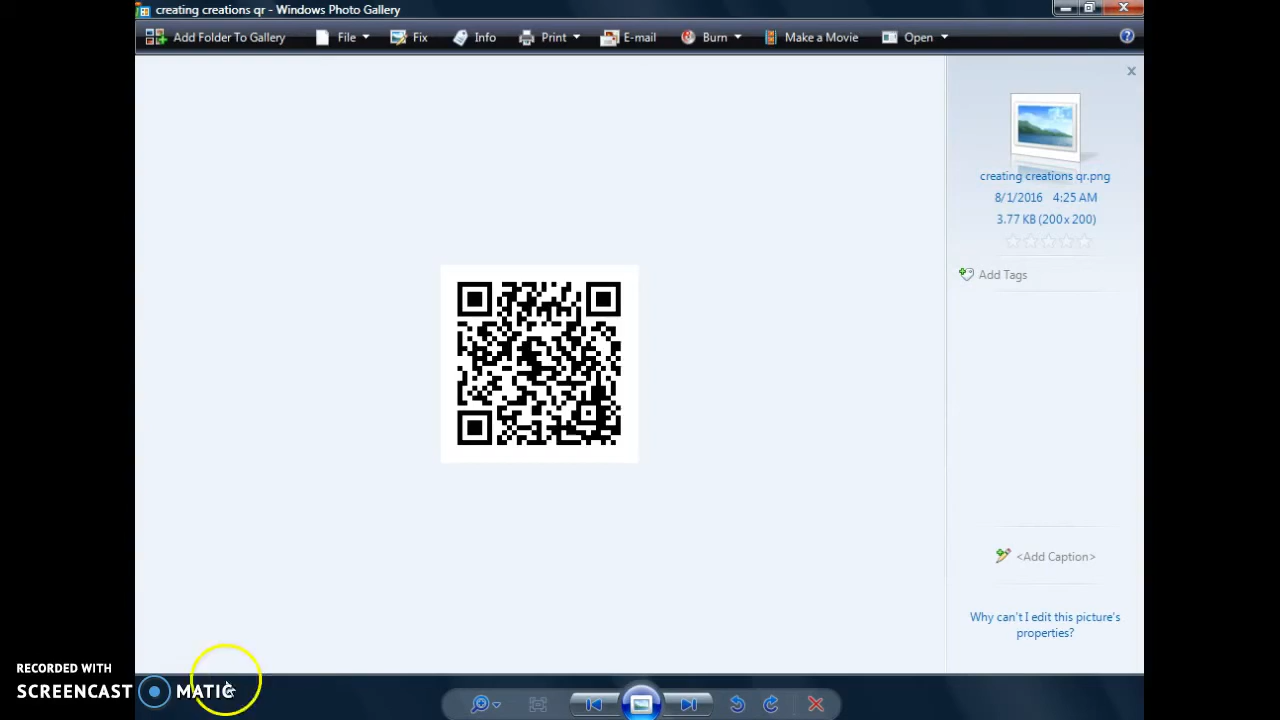 creating creations qr - Windows Photo Gallery
Add Folder To Gallery File Fix Info Print E-mail Burn Make a Movie Open
creating creations qr.png
8/1/2016 4:25 AM
3.77 KB (200 x 200)
Add Tags
<Add Caption>
Why can't I edit this picture's
properties?
RECORDED WITH
SCREENCAST MATIC